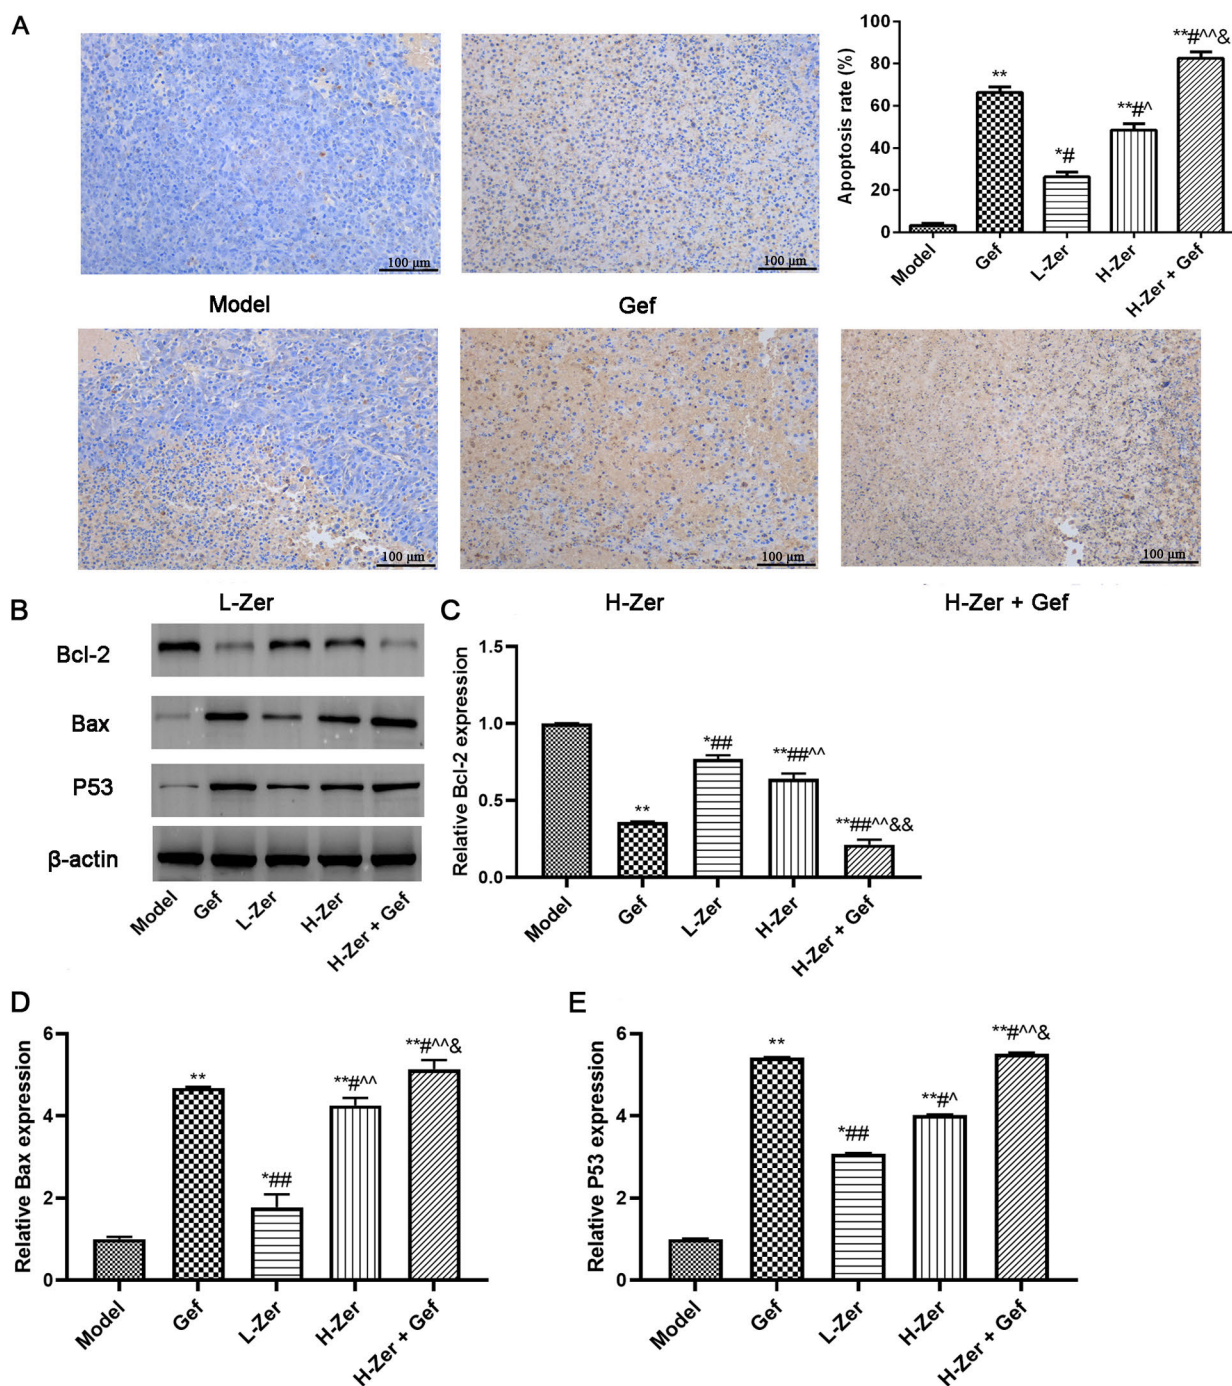 A
100 µm
Model
100 µm
Gef
Apoptosis rate (%)
100
80
60
40
20
0
**
*#
**#^
**#^^&
Model
Gef
L-Zer
H-Zer
H-Zer + Gef
100 µm
L-Zer
100 µm
H-Zer
100 µm
H-Zer + Gef
B
Bcl-2
Bax
P53
β-actin
Model
Gef
L-Zer
H-Zer
H-Zer + Gef
C
Relative Bcl-2 expression
1.5
1.0
0.5
0.0
**
*##
**##^^
**##^^&&
Model
Gef
L-Zer
H-Zer
H-Zer + Gef
D
Relative Bax expression
6
4
2
0
**
*##
**#^^
**#^^&
Model
Gef
L-Zer
H-Zer
H-Zer + Gef
E
Relative P53 expression
6
4
2
0
**
*##
**#^
**#^^&
Model
Gef
L-Zer
H-Zer
H-Zer + Gef